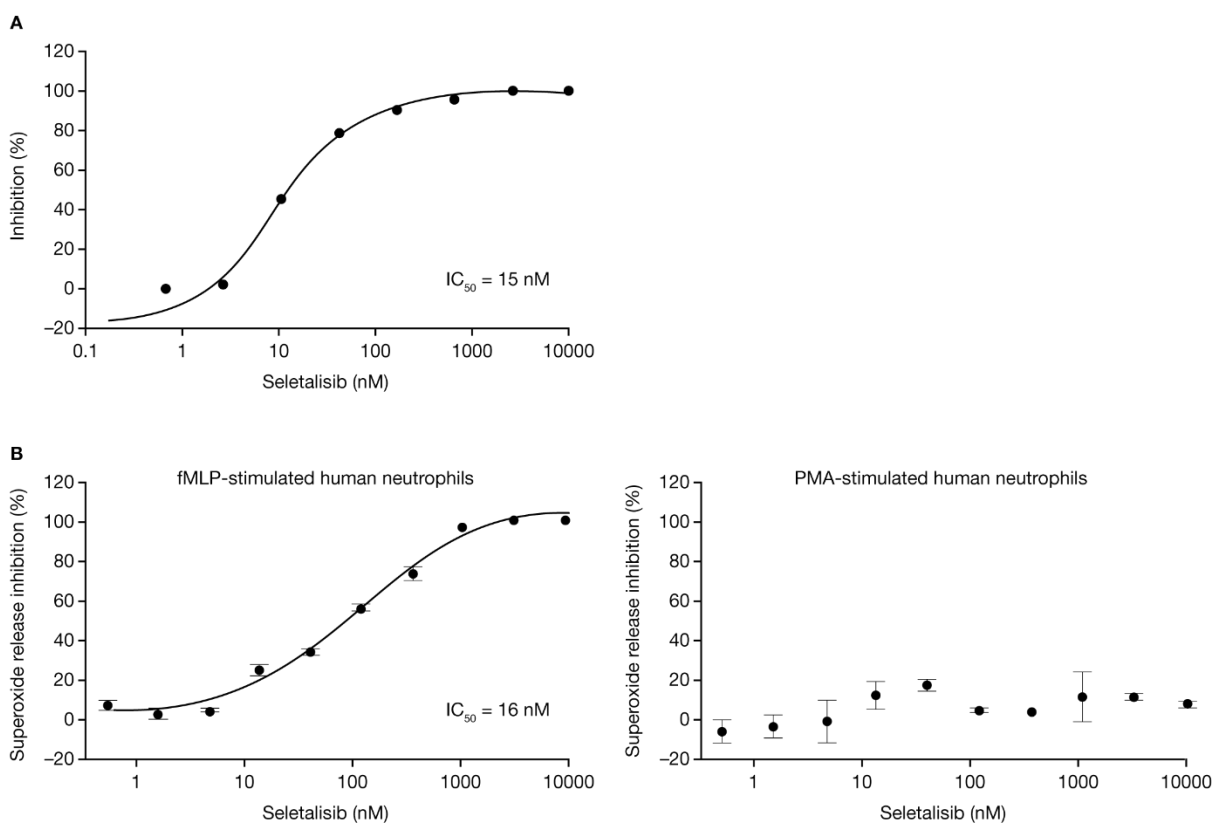 A
120
100
80
60
40
20
0
–20
Inhibition (%)
IC50 = 15 nM
0.1 1 10 100 1000 10000
Seletalisib (nM)
B
fMLP-stimulated human neutrophils
120
100
80
60
40
20
0
–20
Superoxide release inhibition (%)
IC50 = 16 nM
1 10 100 1000 10000
Seletalisib (nM)
PMA-stimulated human neutrophils
120
100
80
60
40
20
0
–20
Superoxide release inhibition (%)
1 10 100 1000 10000
Seletalisib (nM)